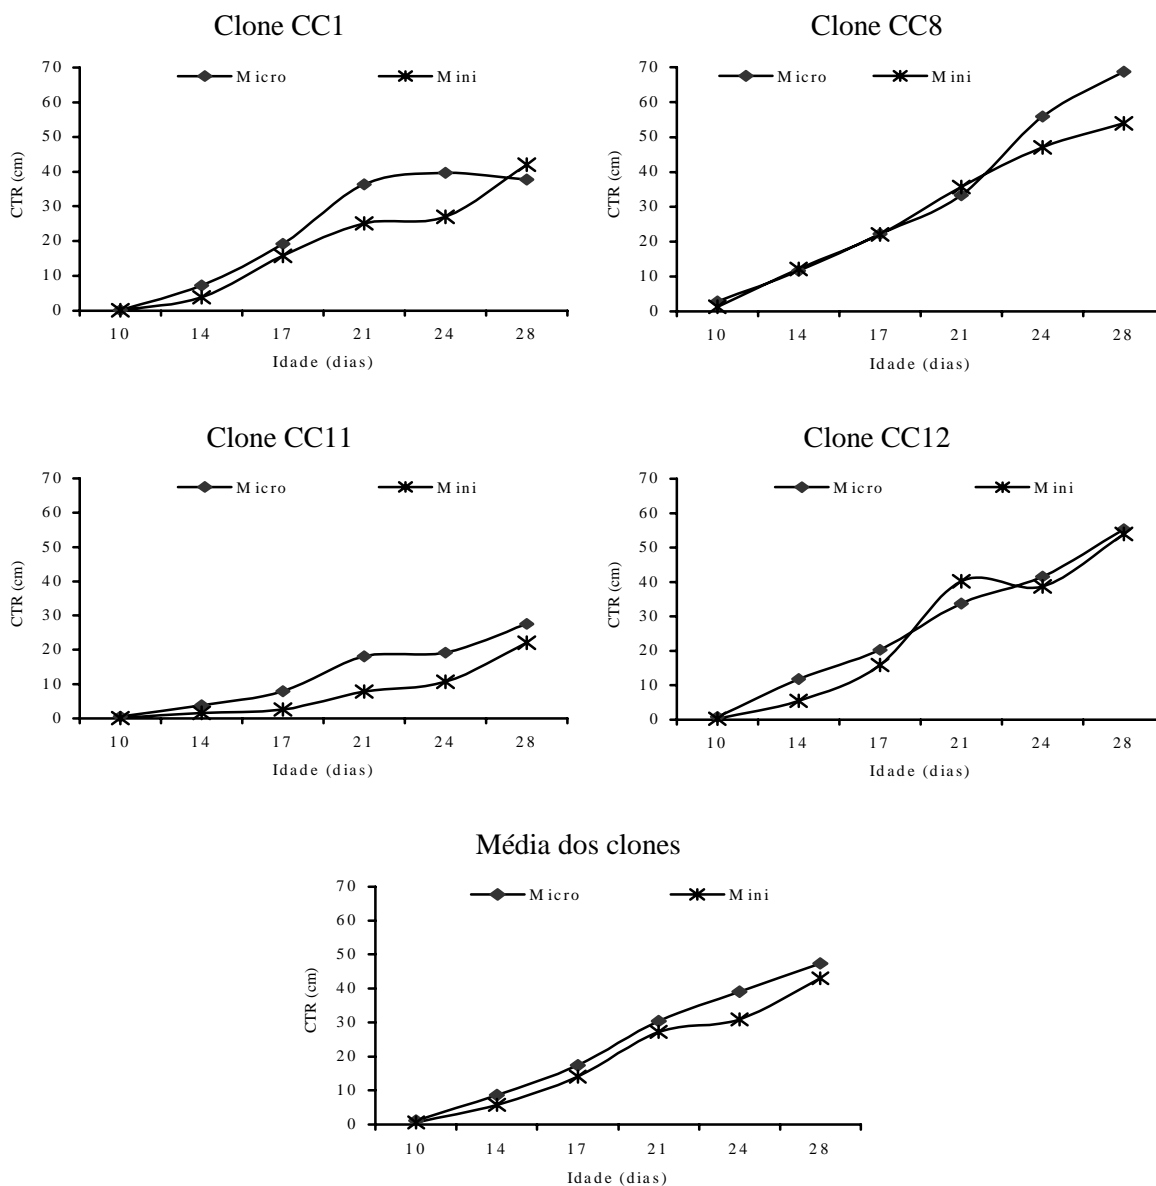 Clone CC1
Micro Mini
70
60
50
40
30
20
10
0
CTR (cm)
10 14 17 21 24 28
Idade (dias)
Clone CC8
Micro Mini
70
60
50
40
30
20
10
0
CTR (cm)
10 14 17 21 24 28
Idade (dias)
Clone CC11
Micro Mini
70
60
50
40
30
20
10
0
CTR (cm)
10 14 17 21 24 28
Idade (dias)
Clone CC12
Micro Mini
70
60
50
40
30
20
10
0
CTR (cm)
10 14 17 21 24 28
Idade (dias)
Média dos clones
Micro Mini
70
60
50
40
30
20
10
0
CTR (cm)
10 14 17 21 24 28
Idade (dias)